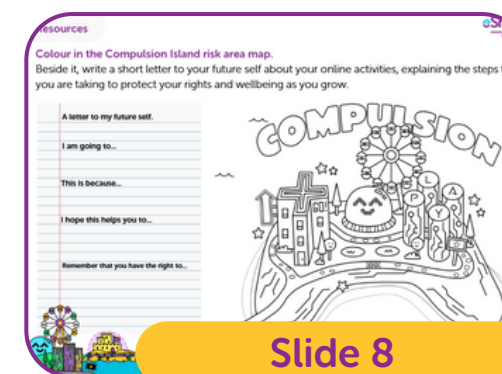 Resources
eS
Colour in the Compulsion Island risk area map.
Beside it, write a short letter to your future self about your online activities, explaining the steps
you are taking to protect your rights and wellbeing as you grow.
A letter to my future self.
I am going to...
This is because...
I hope this helps you to...
Remember that you have the right to...
COMPULSION
P L A Y
Slide 8